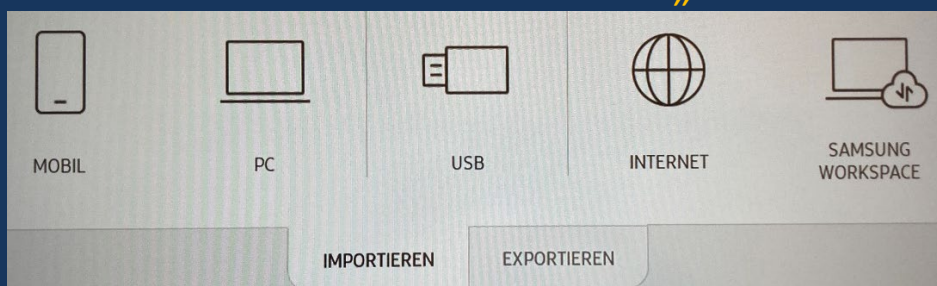 ”
MOBIL
PC
USB
INTERNET
SAMSUNG
WORKSPACE
IMPORTIEREN
EXPORTIEREN